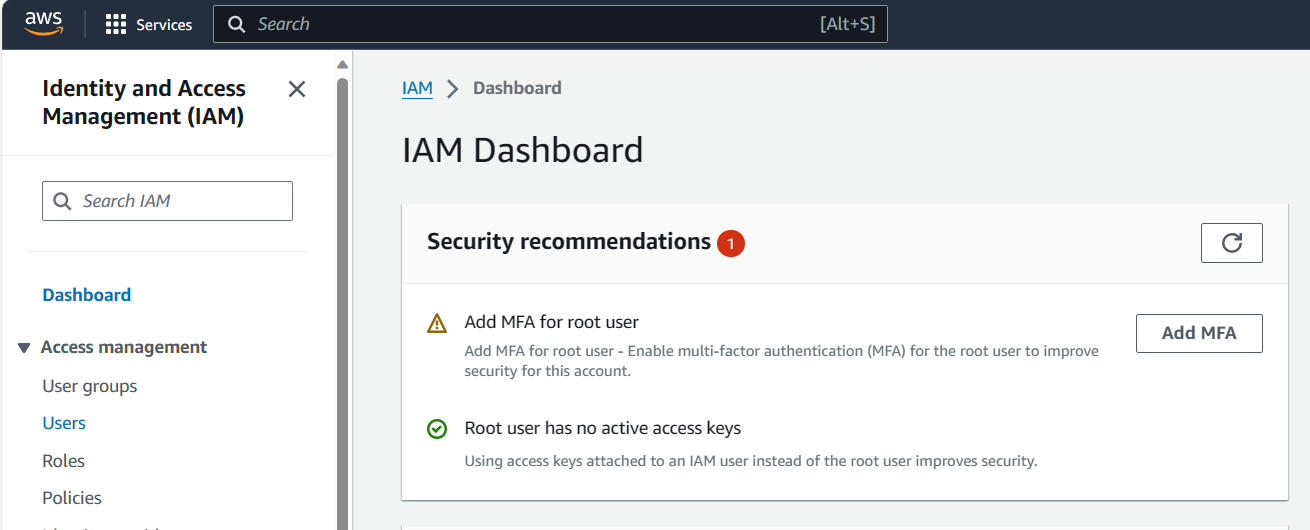 aws
Services
Search
[Alt+S]
Identity and Access
Management (IAM)
Search IAM
Dashboard
Access management
User groups
Users
Roles
Policies
IAM
Dashboard
IAM Dashboard
Security recommendations 1
Add MFA for root user
Add MFA
Add MFA for root user - Enable multi-factor authentication (MFA) for the root user to improve
security for this account.
Root user has no active access keys
Using access keys attached to an IAM user instead of the root user improves security.